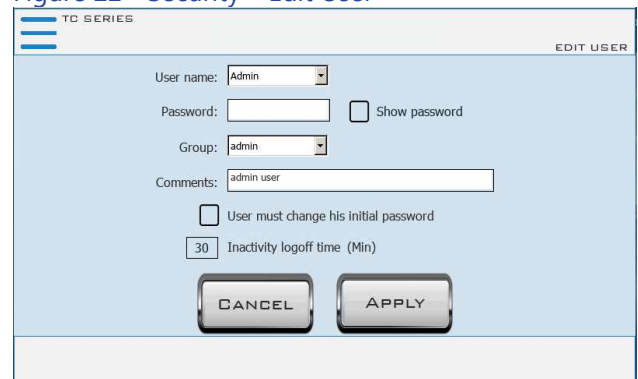 TC SERIES
EDIT USER
User name: Admin
Password: Show password
Group: admin
Comments: admin user
User must change his initial password
30 Inactivity logoff time (Min)
CANCEL APPLY